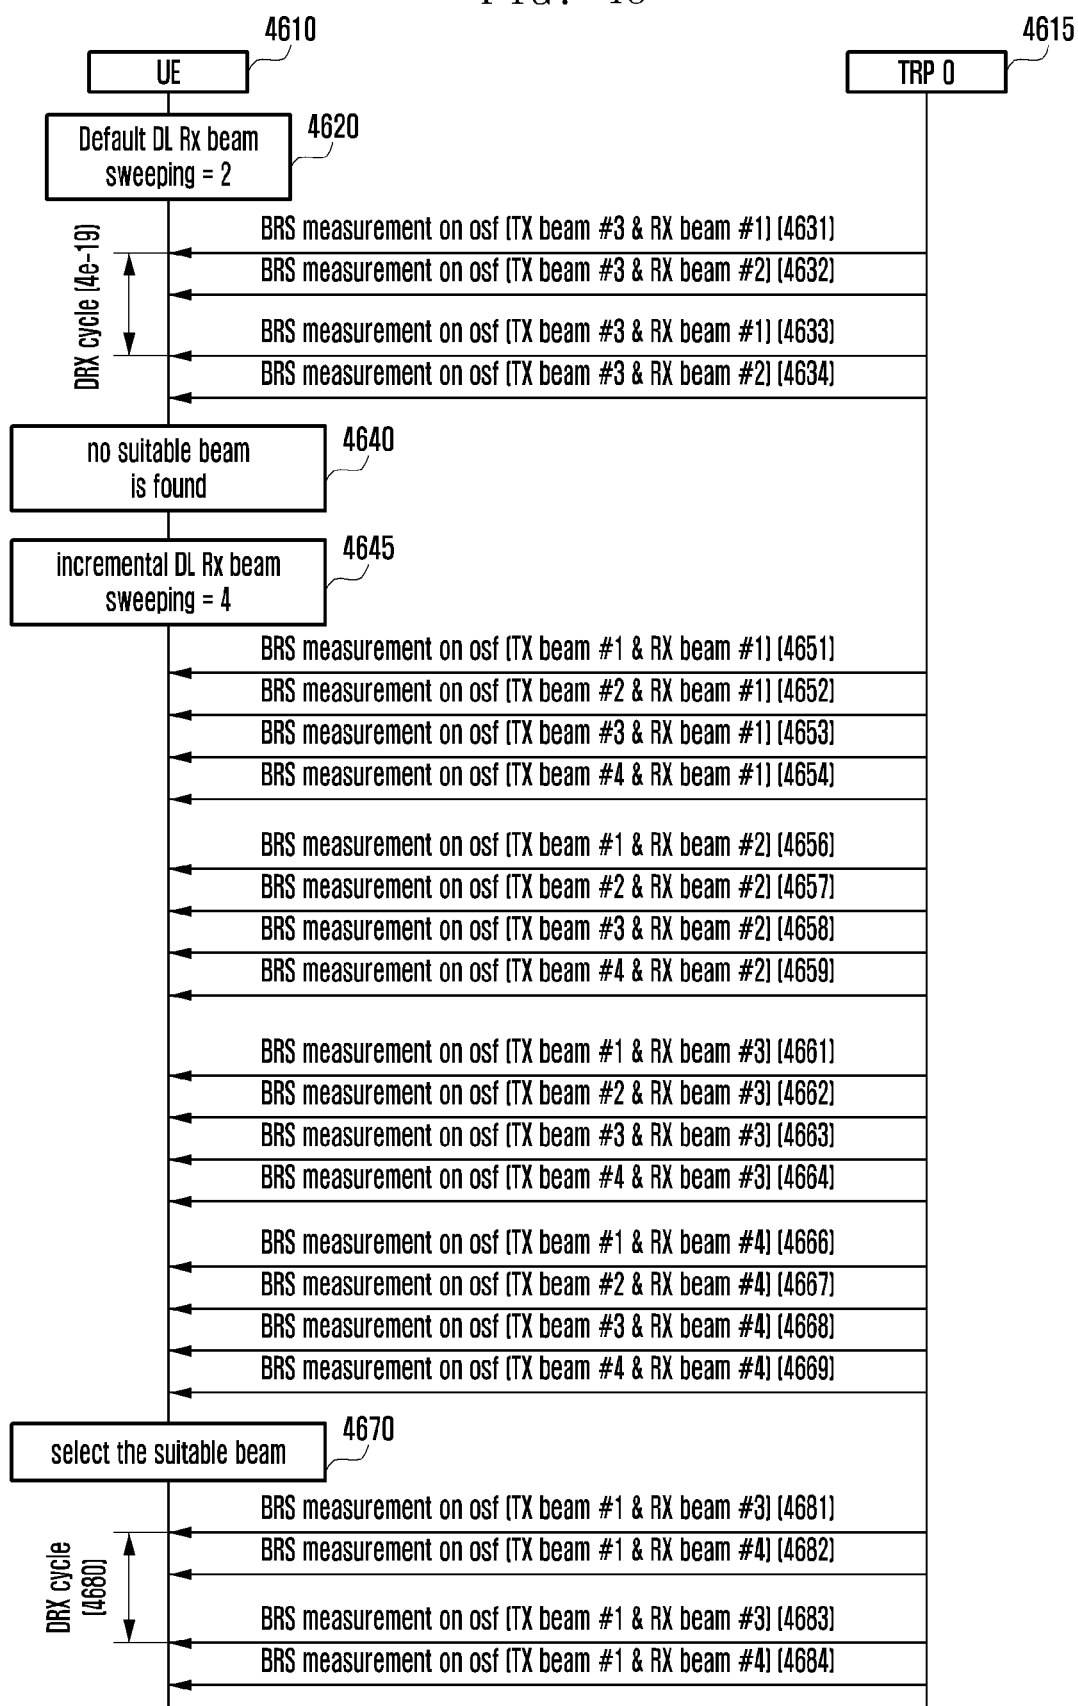 4610
4615
UE
TRP 0
Default DL Rx beam
sweeping = 2
4620
DRX cycle (4e-19)
BRS measurement on osf (TX beam #3 & RX beam #1) (4631)
BRS measurement on osf (TX beam #3 & RX beam #2) (4632)
BRS measurement on osf (TX beam #3 & RX beam #1) (4633)
BRS measurement on osf (TX beam #3 & RX beam #2) (4634)
no suitable beam
is found
4640
incremental DL Rx beam
sweeping = 4
4645
BRS measurement on osf (TX beam #1 & RX beam #1) (4651)
BRS measurement on osf (TX beam #2 & RX beam #1) (4652)
BRS measurement on osf (TX beam #3 & RX beam #1) (4653)
BRS measurement on osf (TX beam #4 & RX beam #1) (4654)
BRS measurement on osf (TX beam #1 & RX beam #2) (4656)
BRS measurement on osf (TX beam #2 & RX beam #2) (4657)
BRS measurement on osf (TX beam #3 & RX beam #2) (4658)
BRS measurement on osf (TX beam #4 & RX beam #2) (4659)
BRS measurement on osf (TX beam #1 & RX beam #3) (4661)
BRS measurement on osf (TX beam #2 & RX beam #3) (4662)
BRS measurement on osf (TX beam #3 & RX beam #3) (4663)
BRS measurement on osf (TX beam #4 & RX beam #3) (4664)
BRS measurement on osf (TX beam #1 & RX beam #4) (4666)
BRS measurement on osf (TX beam #2 & RX beam #4) (4667)
BRS measurement on osf (TX beam #3 & RX beam #4) (4668)
BRS measurement on osf (TX beam #4 & RX beam #4) (4669)
select the suitable beam
4670
DRX cycle
(4680)
BRS measurement on osf (TX beam #1 & RX beam #3) (4681)
BRS measurement on osf (TX beam #1 & RX beam #4) (4682)
BRS measurement on osf (TX beam #1 & RX beam #3) (4683)
BRS measurement on osf (TX beam #1 & RX beam #4) (4684)